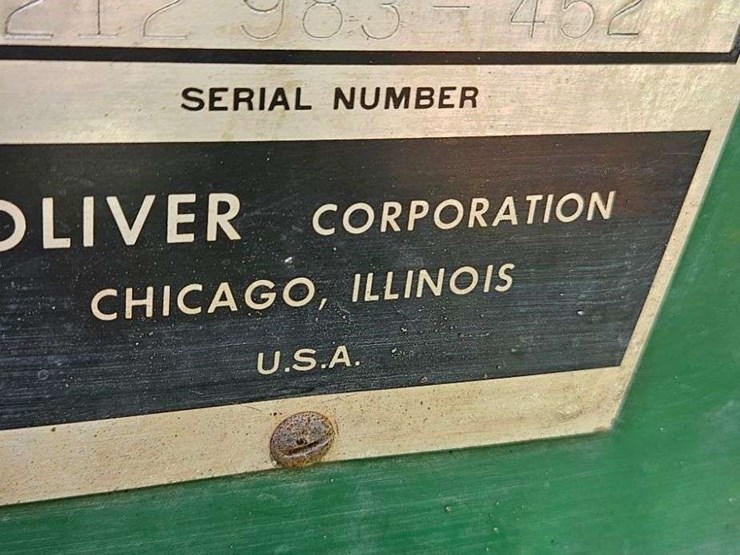 212 983-452
SERIAL NUMBER
OLIVER CORPORATION
CHICAGO, ILLINOIS
U.S.A.